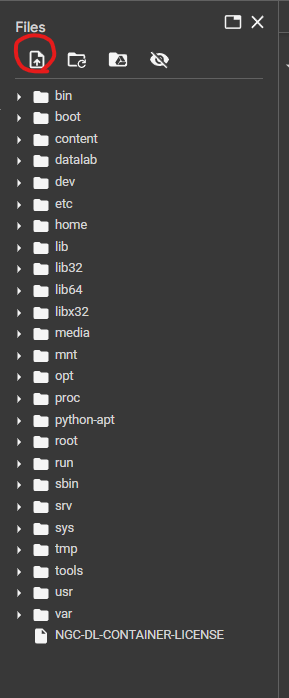 Files
bin
boot
content
datalab
dev
etc
home
lib
lib32
lib64
libx32
media
mnt
opt
proc
python-apt
root
run
sbin
srv
sys
tmp
tools
usr
var
NGC-DL-CONTAINER-LICENSE